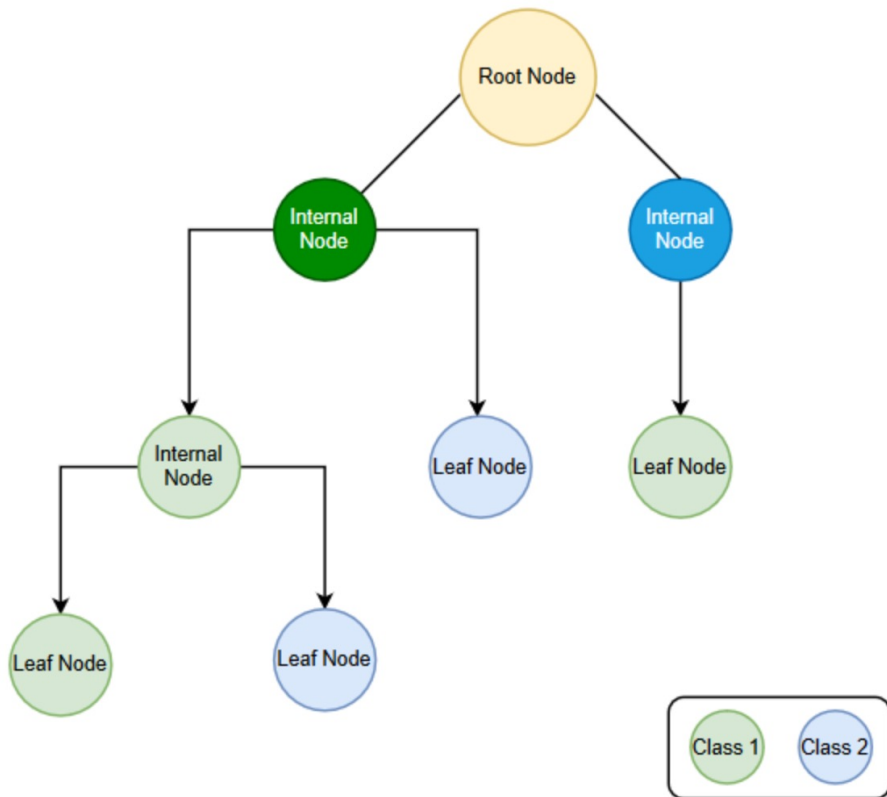 Root Node
Internal
Node
Internal
Node
Internal
Node
Leaf Node
Leaf Node
Leaf Node
Leaf Node
Class 1
Class 2